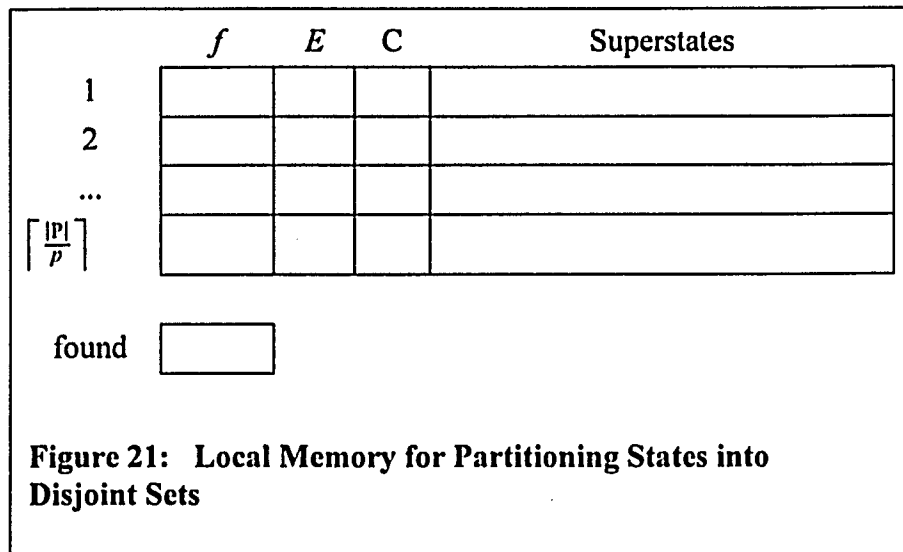 f E C Superstates
1
2
...
⌈|P|/p⌉
found
Figure 21: Local Memory for Partitioning States into
Disjoint Sets